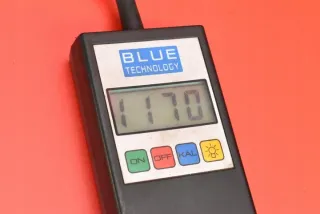 BLUE
TECHNOLOGY
1170
ON OFF KAL